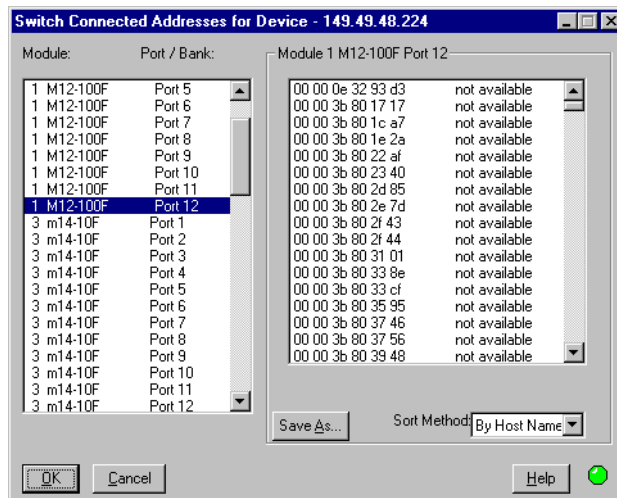 Switch Connected Addresses for Device - 149.49.48.224
Module: Port / Bank:
1 M12-100F Port 5
1 M12-100F Port 6
1 M12-100F Port 7
1 M12-100F Port 8
1 M12-100F Port 9
1 M12-100F Port 10
1 M12-100F Port 11
1 M12-100F Port 12
3 m14-10F Port 1
3 m14-10F Port 2
3 m14-10F Port 3
3 m14-10F Port 4
3 m14-10F Port 5
3 m14-10F Port 6
3 m14-10F Port 7
3 m14-10F Port 8
3 m14-10F Port 9
3 m14-10F Port 10
3 m14-10F Port 11
3 m14-10F Port 12
Module 1 M12-100F Port 12
00 00 0e 32 93 d3 not available
00 00 3b 80 17 17 not available
00 00 3b 80 1c a7 not available
00 00 3b 80 1e 2a not available
00 00 3b 80 22 af not available
00 00 3b 80 23 40 not available
00 00 3b 80 2d 85 not available
00 00 3b 80 2e 7d not available
00 00 3b 80 2f 43 not available
00 00 3b 80 2f 44 not available
00 00 3b 80 31 01 not available
00 00 3b 80 33 8e not available
00 00 3b 80 33 cf not available
00 00 3b 80 35 95 not available
00 00 3b 80 37 46 not available
00 00 3b 80 37 56 not available
00 00 3b 80 39 48 not available
Save As... Sort Method: By Host Name
OK Cancel Help